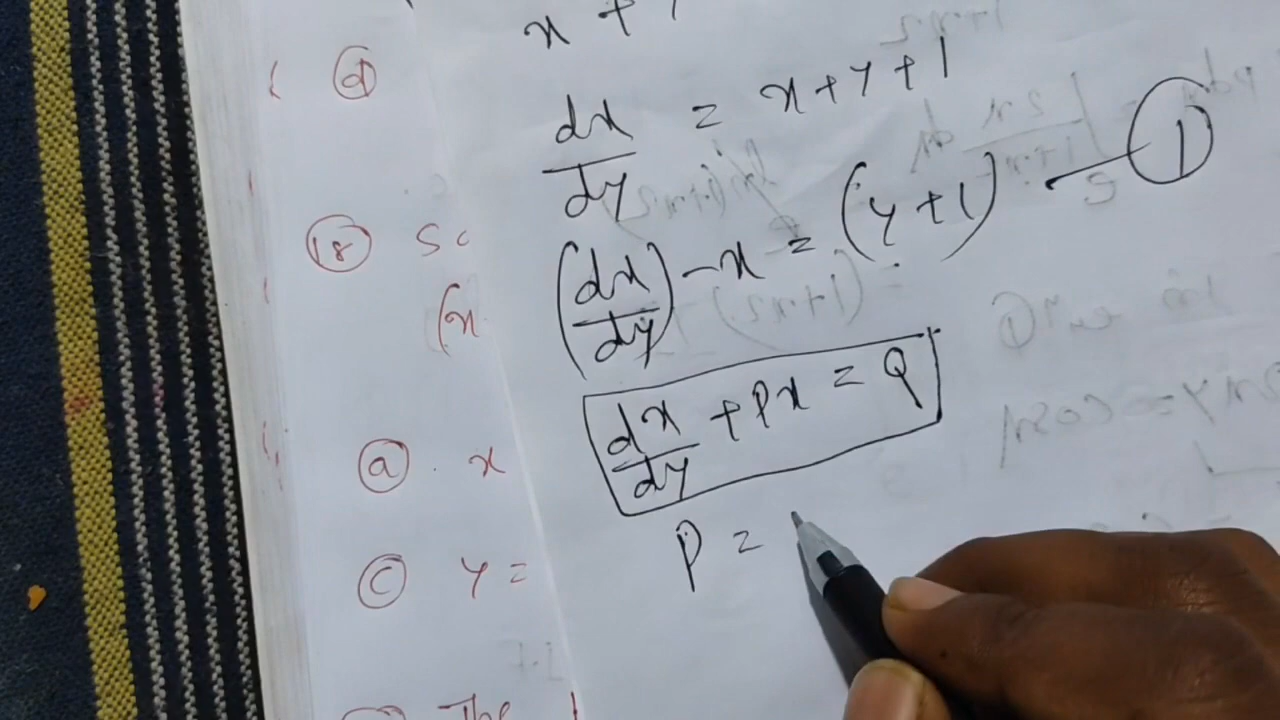 x +
(d)
dx/dy = x + y + 1
(18)
(dx/dy) - x = (y + 1) — (1)
(x
dx/dy + Px = Q
(a) . x
P =
(c) y =
The